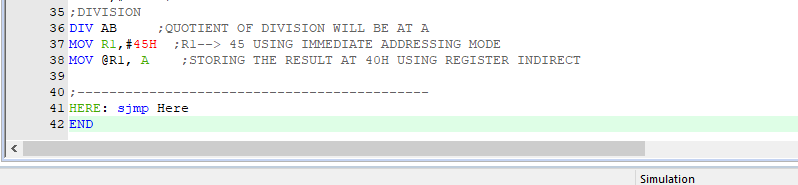 35 ;DIVISION
36 DIV AB ;QUOTIENT OF DIVISION WILL BE AT A
37 MOV R1,#45H ;R1--> 45 USING IMMEDIATE ADDRESSING MODE
38 MOV @R1, A ;STORING THE RESULT AT 40H USING REGISTER INDIRECT
39
40 ;---------------------------------------------
41 HERE: sjmp Here
42 END
Simulation